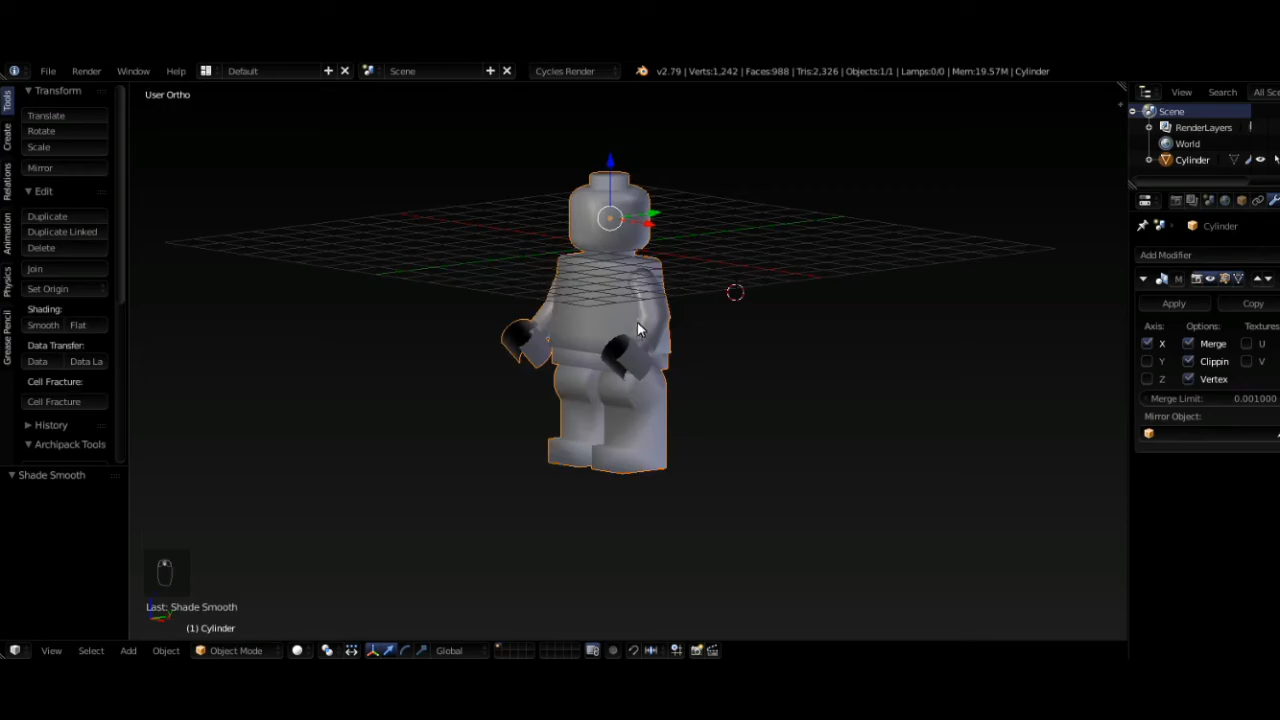 File Render Window Help Default Scene Cycles Render v2.79 | Verts:1,242 | Faces:988 | Tris:2,326 | Objects:1/1 | Lamps:0/0 | Mem:19.57M | Cylinder
Tools
Create
Relations
Animation
Physics
Grease Pencil
Transform
Translate
Rotate
Scale
Mirror
Edit
Duplicate
Duplicate Linked
Delete
Join
Set Origin
Shading:
Smooth Flat
Data Transfer:
Data Data La
Cell Fracture:
Cell Fracture
History
Archipack Tools
Shade Smooth
User Ortho
Last: Shade Smooth
(1) Cylinder
View Select Add Object Object Mode Global
View Search All Sce
Scene
RenderLayers
World
Cylinder
Cylinder
Add Modifier
M
Apply Copy
Axis: Options: Textures
X Merge U
Y Clippin V
Z Vertex
Merge Limit: 0.001000
Mirror Object: